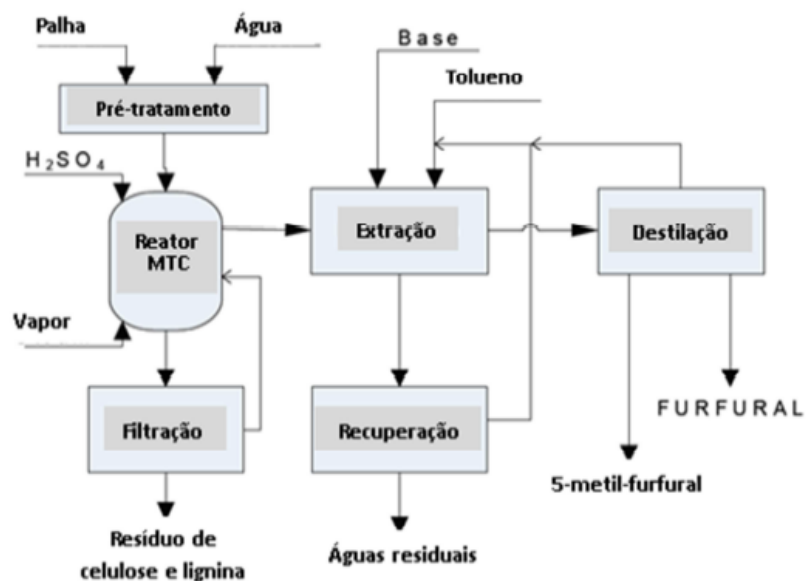 Palha
Água
Base
Tolueno
Pré-tratamento
H₂SO₄
Reator
MTC
Extração
Destilação
Vapor
Filtração
Recuperação
FURFURAL
5-metil-furfural
Resíduo de
celulose e lignina
Águas residuais